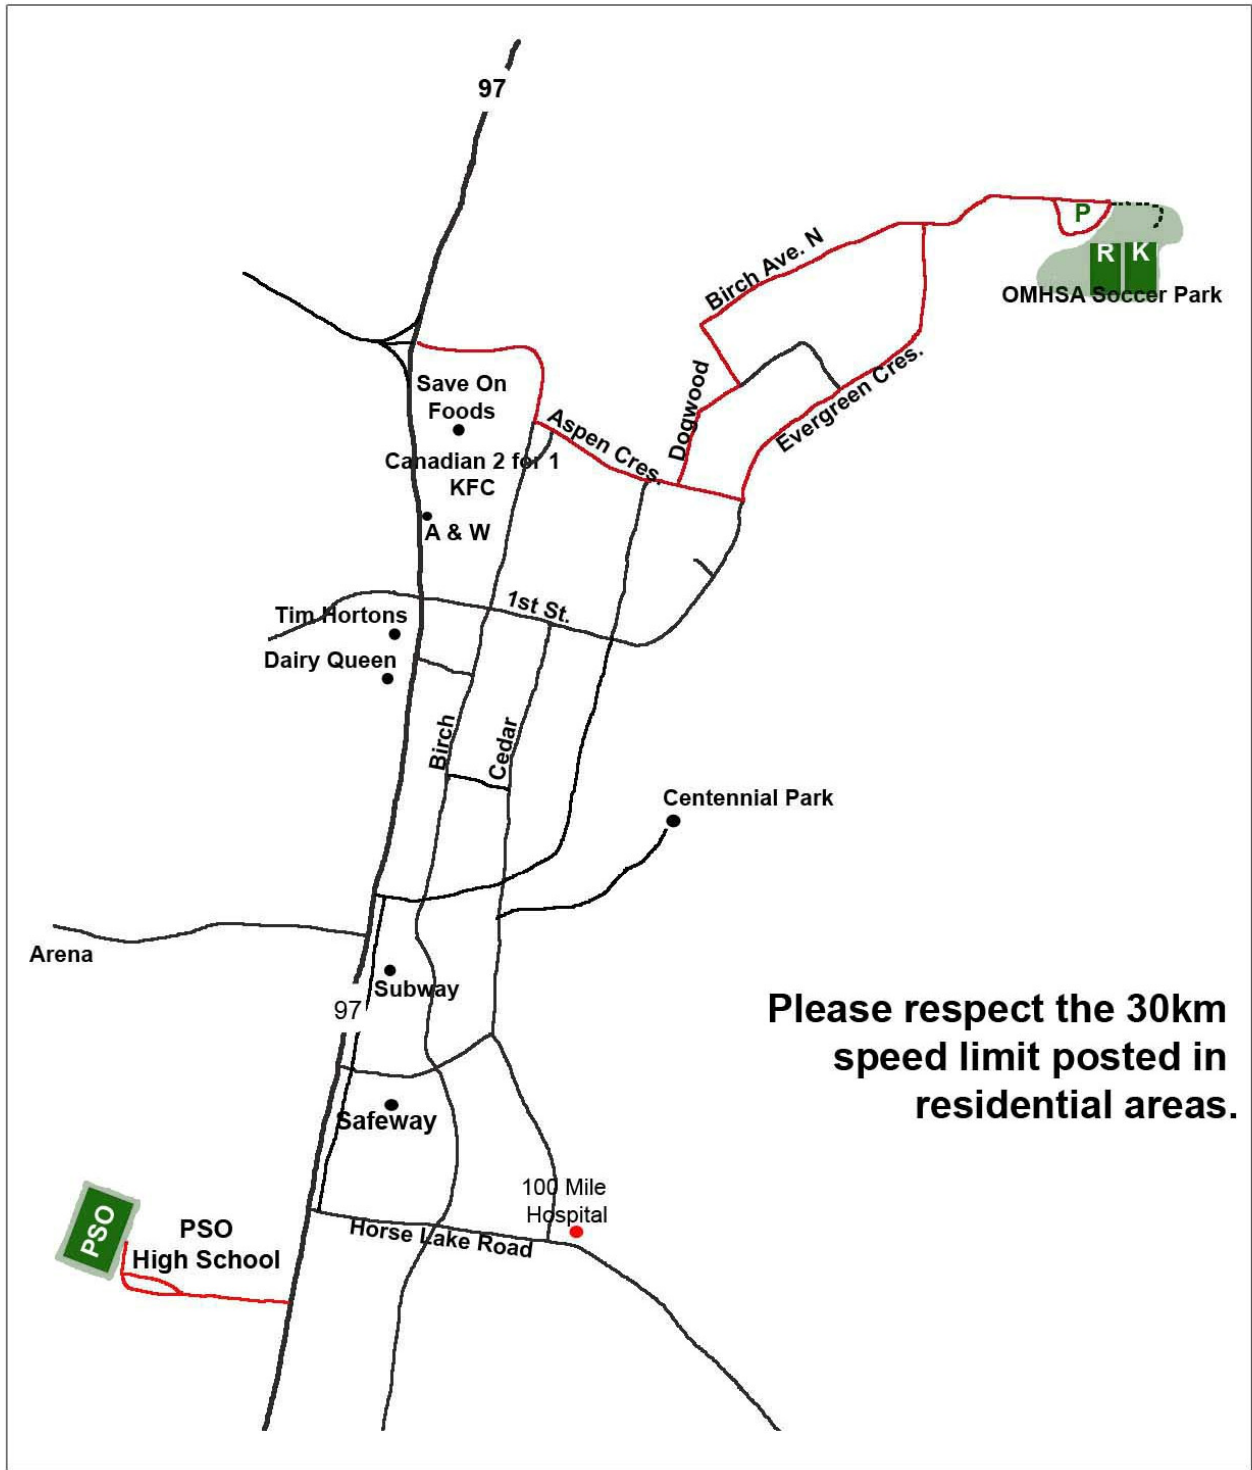 97
Birch Ave. N
P
R K
OMHSA Soccer Park
Save On
Foods
Dogwood
Evergreen Cres.
Aspen Cres.
Canadian 2 for 1
KFC
A & W
1st St.
Tim Hortons
Dairy Queen
Birch
Cedar
Centennial Park
Arena
Subway
97
Please respect the 30km
speed limit posted in
residential areas.
Safeway
100 Mile
Hospital
PSO
PSO
High School
Horse Lake Road